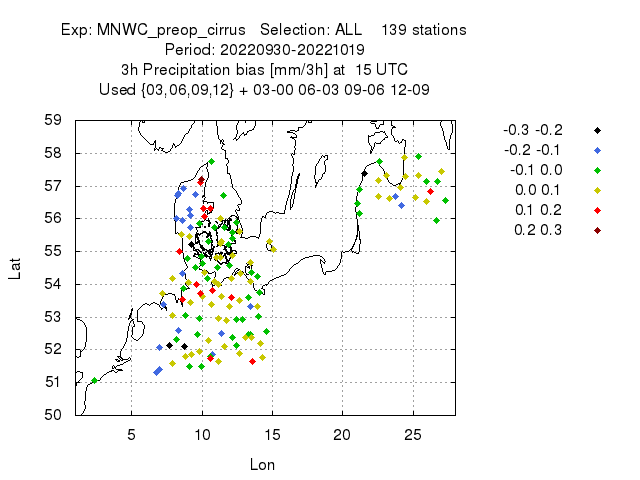 Exp: MNWC_preop_cirrus   Selection: ALL    139 stations
Period: 20220930-20221019
3h Precipitation bias [mm/3h] at  15 UTC
Used {03,06,09,12} + 03-00 06-03 09-06 12-09
59
58
57
56
55
54
53
52
51
50
Lat
5 10 15 20 25
Lon
-0.3 -0.2
-0.2 -0.1
-0.1 0.0
0.0 0.1
0.1 0.2
0.2 0.3